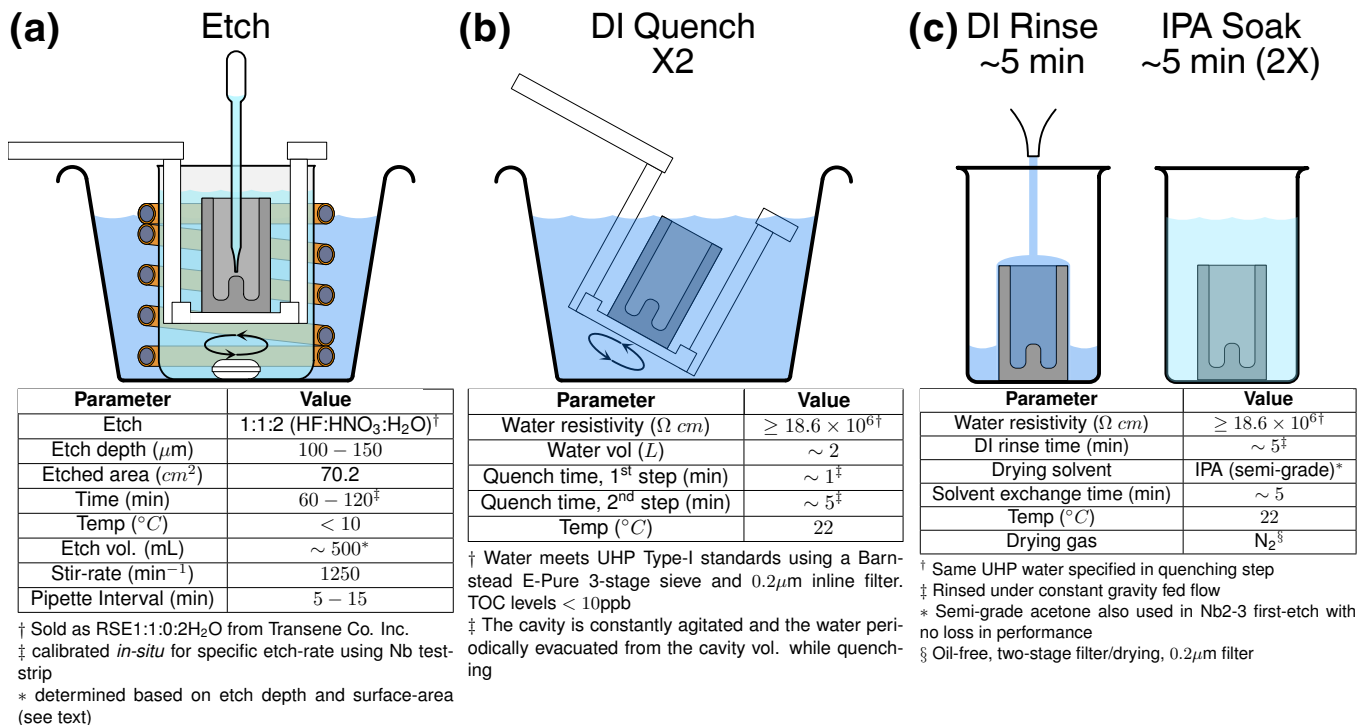 (a) Etch
Parameter Value
Etch 1:1:2 (HF:HNO₃:H₂O)†
Etch depth (μm) 100 − 150
Etched area (cm²) 70.2
Time (min) 60 − 120‡
Temp (°C) < 10
Etch vol. (mL) ∼ 500*
Stir-rate (min⁻¹) 1250
Pipette Interval (min) 5 − 15
† Sold as RSE1:1:0:2H₂O from Transene Co. Inc.
‡ calibrated in-situ for specific etch-rate using Nb test-
strip
* determined based on etch depth and surface-area
(see text)
(b) DI Quench
X2
Parameter Value
Water resistivity (Ω cm) ≥ 18.6 × 10⁶†
Water vol (L) ∼ 2
Quench time, 1ˢᵗ step (min) ∼ 1‡
Quench time, 2ⁿᵈ step (min) ∼ 5‡
Temp (°C) 22
† Water meets UHP Type-I standards using a Barn-
stead E-Pure 3-stage sieve and 0.2μm inline filter.
TOC levels < 10ppb
‡ The cavity is constantly agitated and the water peri-
odically evacuated from the cavity vol. while quench-
ing
(c) DI Rinse
~5 min
IPA Soak
~5 min (2X)
Parameter Value
Water resistivity (Ω cm) ≥ 18.6 × 10⁶†
DI rinse time (min) ∼ 5‡
Drying solvent IPA (semi-grade)*
Solvent exchange time (min) ∼ 5
Temp (°C) 22
Drying gas N₂§
† Same UHP water specified in quenching step
‡ Rinsed under constant gravity fed flow
* Semi-grade acetone also used in Nb2-3 first-etch with
no loss in performance
§ Oil-free, two-stage filter/drying, 0.2μm filter